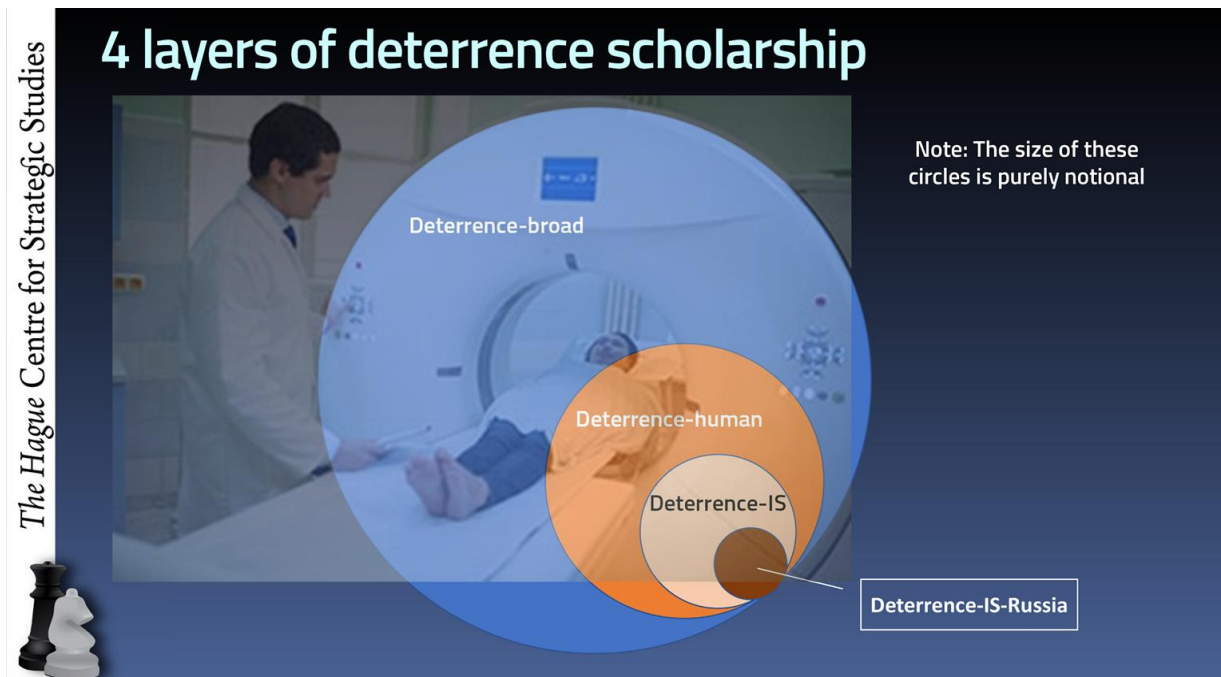 The Hague Centre for Strategic Studies
4 layers of deterrence scholarship
Note: The size of these
circles is purely notional
Deterrence-broad
Deterrence-human
Deterrence-IS
Deterrence-IS-Russia